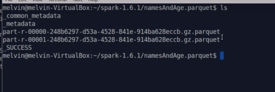 melvin@melvin-VirtualBox:~/spark-1.6.1/namesAndAge.parquet$ ls
_common_metadata
_metadata
part-r-00000-248b6297-d53a-4528-841e-914ba628eccb.gz.parquet
part-r-00001-248b6297-d53a-4528-841e-914ba628eccb.gz.parquet
_SUCCESS
melvin@melvin-VirtualBox:~/spark-1.6.1/namesAndAge.parquet$